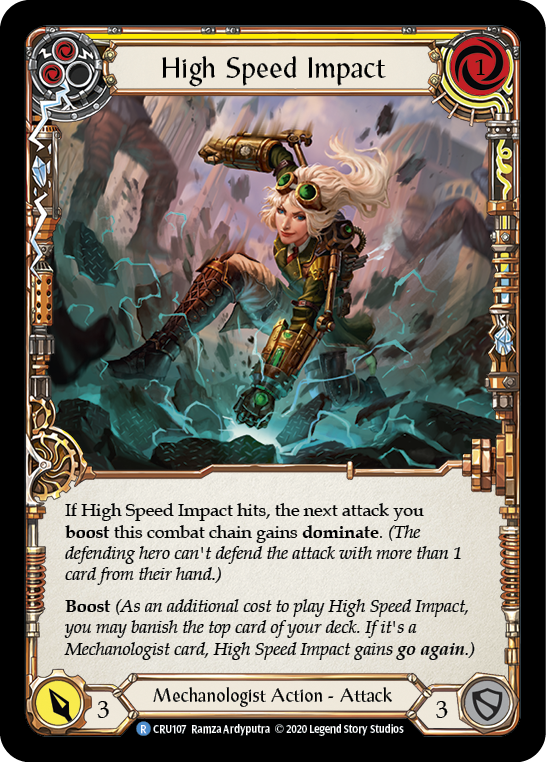 High Speed Impact
1
If High Speed Impact hits, the next attack you
boost this combat chain gains dominate. (The
defending hero can't defend the attack with more than 1
card from their hand.)
Boost (As an additional cost to play High Speed Impact,
you may banish the top card of your deck. If it's a
Mechanologist card, High Speed Impact gains go again.)
3
Mechanologist Action - Attack
3
R CRU107 Ramza Ardyputra © 2020 Legend Story Studios